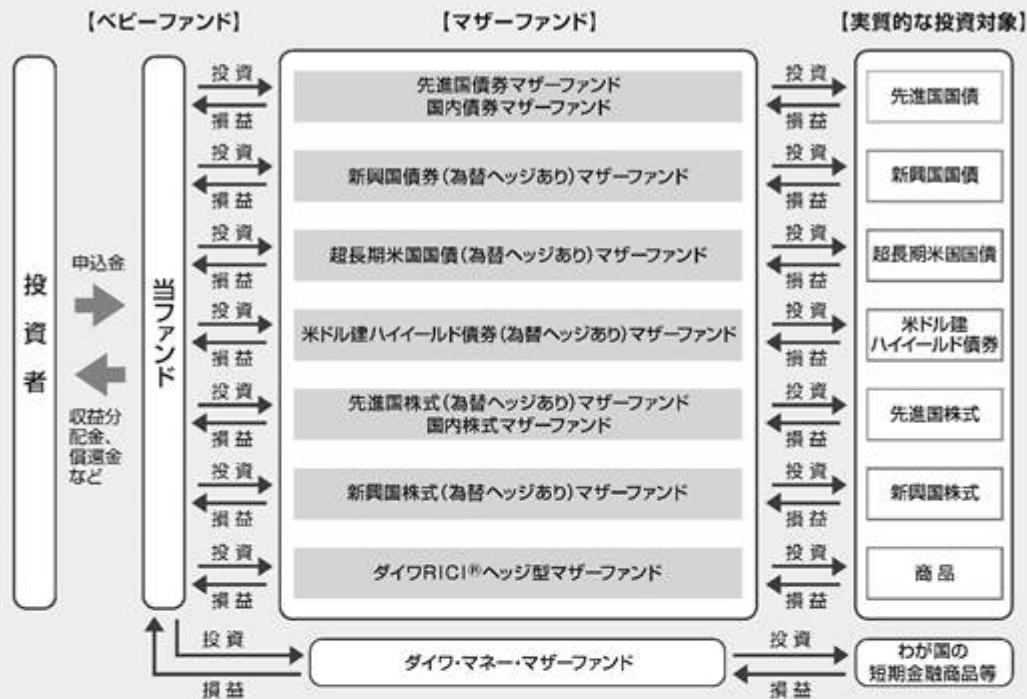 【ベビーファンド】
【マザーファンド】
【実質的な投資対象】
投資者
申込金
収益分
配金、
償還金
など
当ファンド
投資
損益
先進国債券マザーファンド
国内債券マザーファンド
投資
損益
先進国国債
投資
損益
新興国債券(為替ヘッジあり)マザーファンド
投資
損益
新興国国債
投資
損益
超長期米国国債(為替ヘッジあり)マザーファンド
投資
損益
超長期米国国債
投資
損益
米ドル建ハイイールド債券(為替ヘッジあり)マザーファンド
投資
損益
米ドル建
ハイイールド債券
投資
損益
先進国株式(為替ヘッジあり)マザーファンド
国内株式マザーファンド
投資
損益
先進国株式
投資
損益
新興国株式(為替ヘッジあり)マザーファンド
投資
損益
新興国株式
投資
損益
ダイワRICI®ヘッジ型マザーファンド
投資
損益
商品
投資
損益
ダイワ・マネー・マザーファンド
投資
損益
わが国の
短期金融商品等